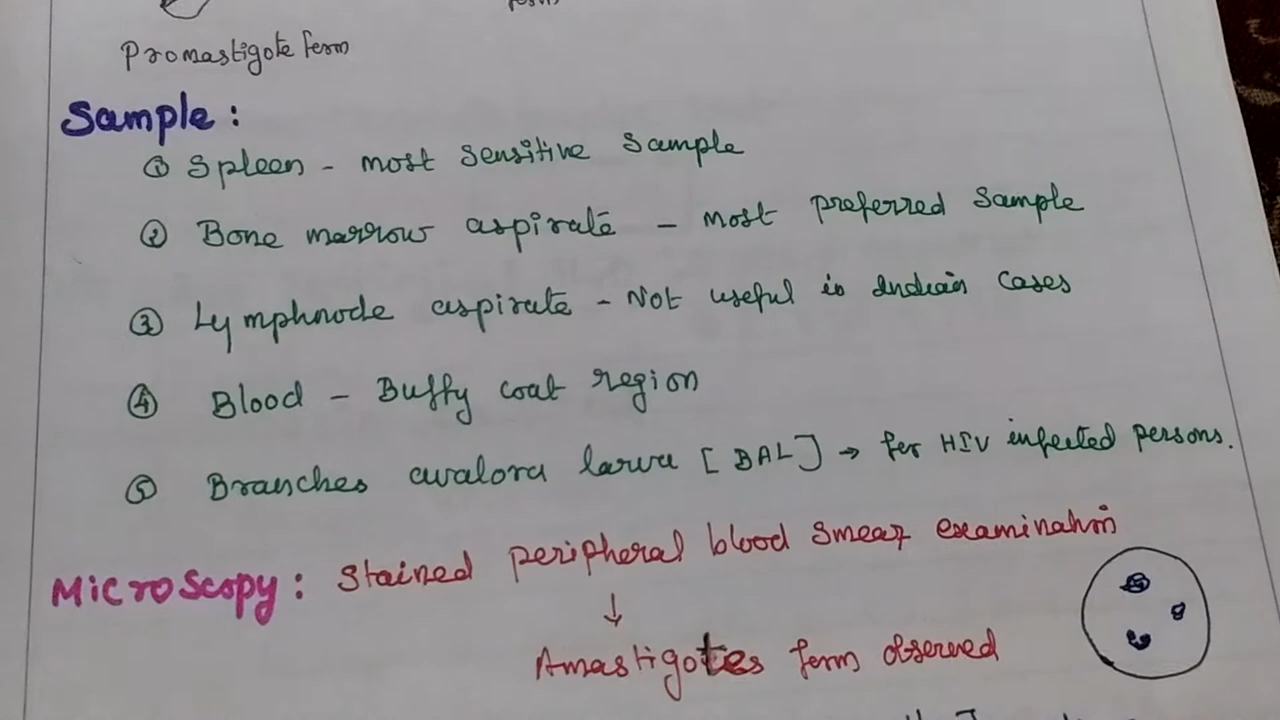 Promastigote form
Sample:
① Spleen - most sensitive sample
② Bone marrow aspirate - most preferred sample
③ Lymphnode aspirate - Not useful in Indian cases
④ Blood - Buffy coat region
⑤ Branches avalora larva [BAL] → for HIV infected persons.
Microscopy: Stained peripheral blood smear examination
↓
Amastigotes form observed